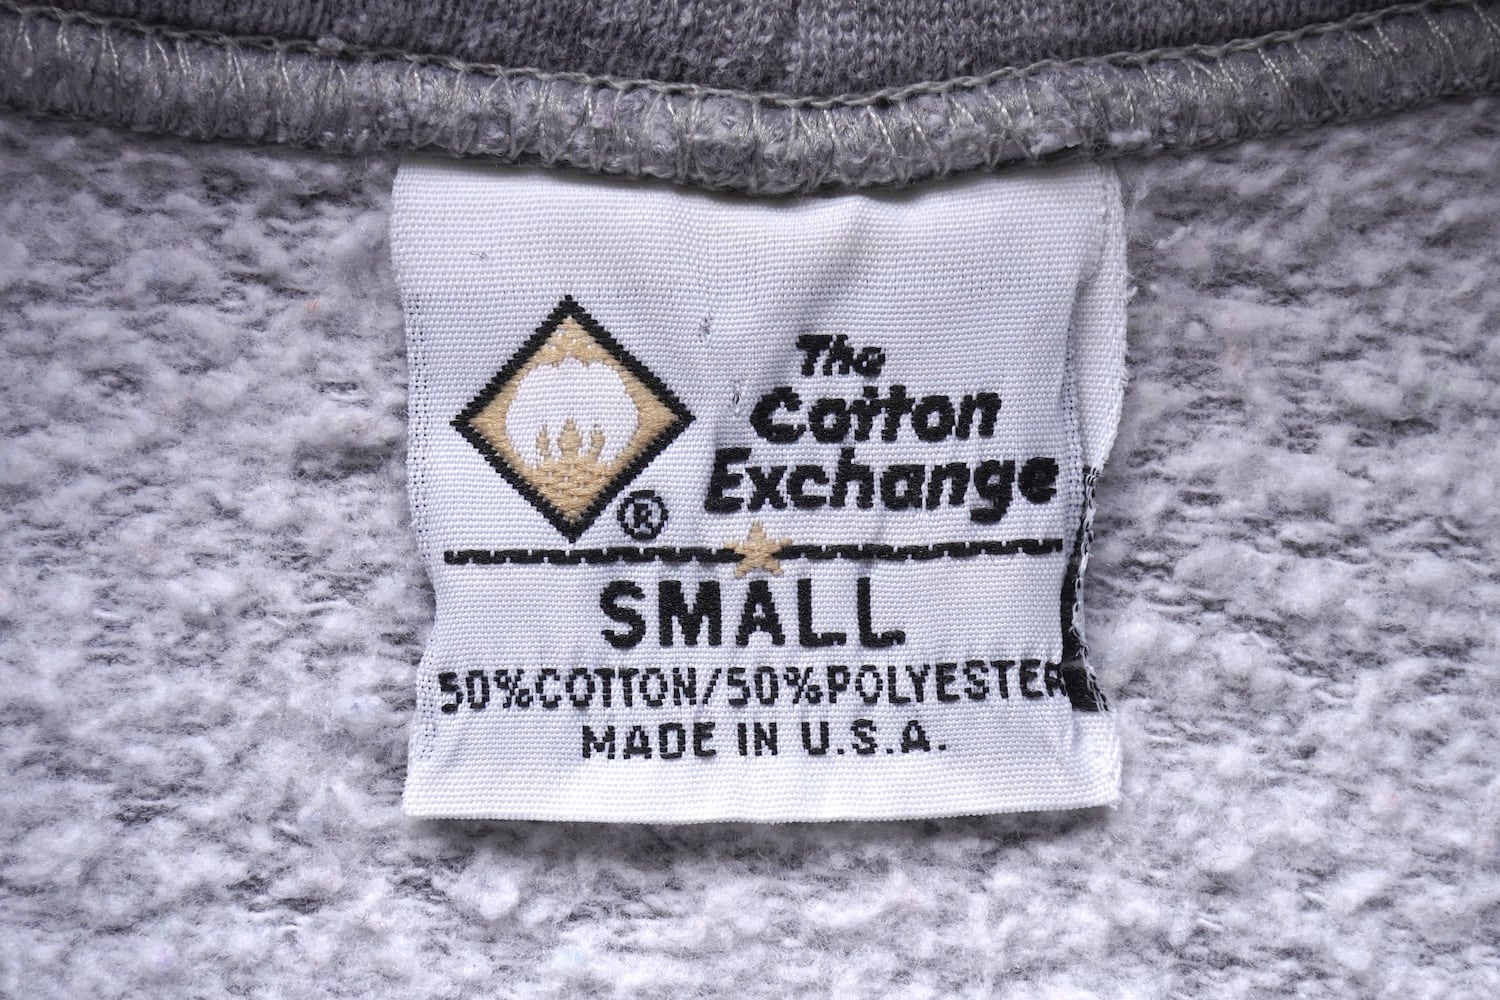 The
Cotton
Exchange
®
SMALL
50%COTTON/50%POLYESTER
MADE IN U.S.A.